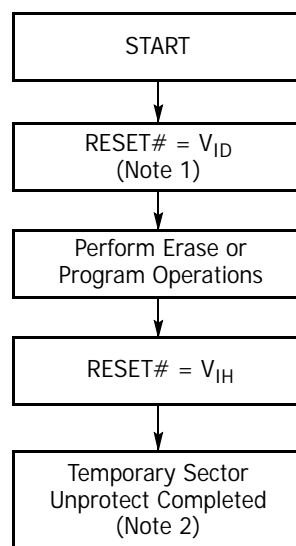 START
RESET# = V_ID
(Note 1)
Perform Erase or
Program Operations
RESET# = V_IH
Temporary Sector
Unprotect Completed
(Note 2)